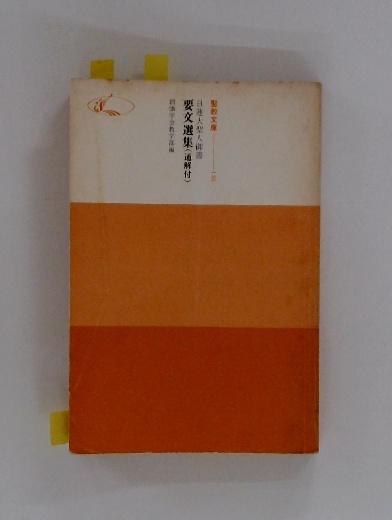 聖教文庫
日蓮大聖人御書
要文選集(通解付)
創価学会教学部編